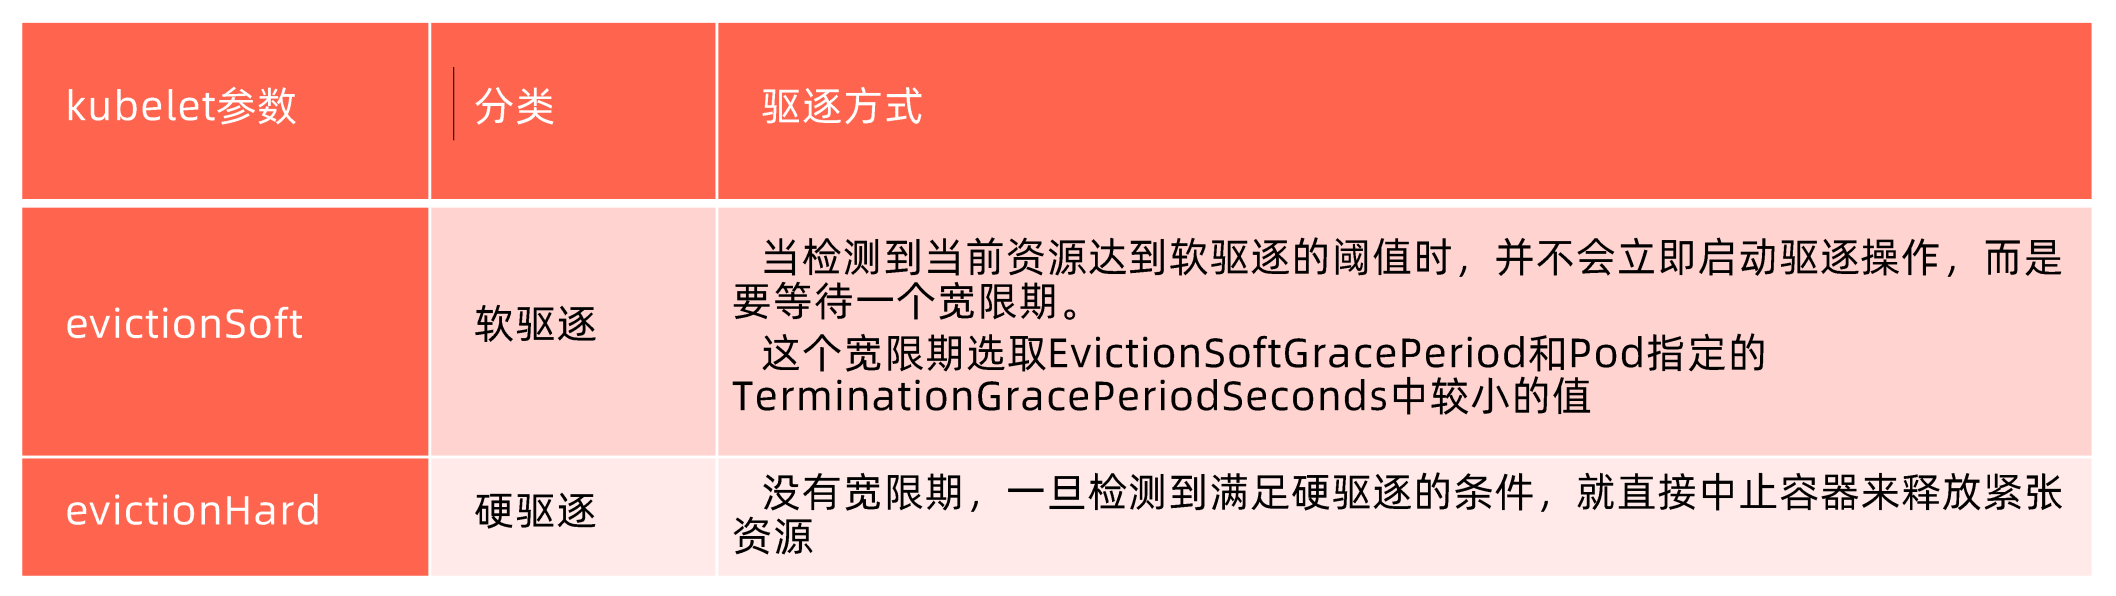 kubelet参数
分类
驱逐方式
evictionSoft
软驱逐
当检测到当前资源达到软驱逐的阈值时，并不会立即启动驱逐操作，而是
要等待一个宽限期。
这个宽限期选取EvictionSoftGracePeriod和Pod指定的
TerminationGracePeriodSeconds中较小的值
evictionHard
硬驱逐
没有宽限期，一旦检测到满足硬驱逐的条件，就直接中止容器来释放紧张
资源